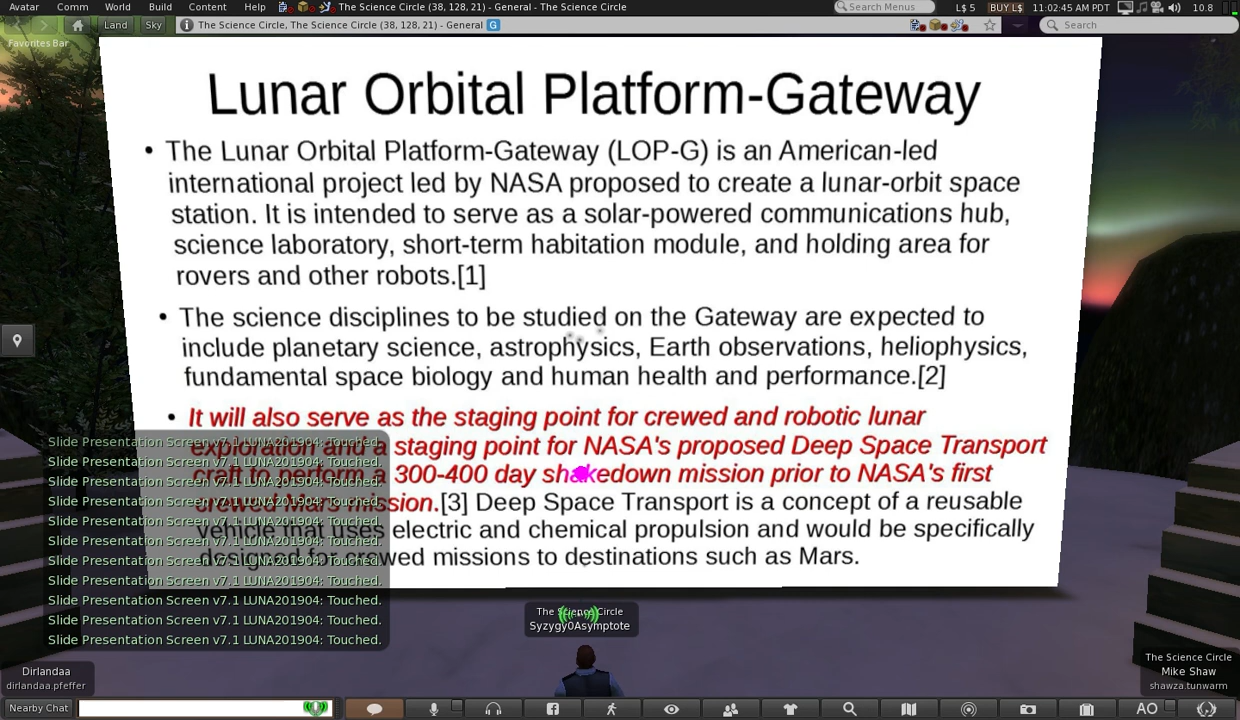 Avatar Comm World Build Content Help The Science Circle, The Science Circle (38, 128, 21) - General - The Science Circle Search Menus L$ 5 BUY L$ 11:02:45 AM PDT 10.8
Land Sky The Science Circle, The Science Circle (38, 128, 21) - General G Search
Favorites Bar
Lunar Orbital Platform-Gateway
• The Lunar Orbital Platform-Gateway (LOP-G) is an American-led
international project led by NASA proposed to create a lunar-orbit space
station. It is intended to serve as a solar-powered communications hub,
science laboratory, short-term habitation module, and holding area for
rovers and other robots.[1]
• The science disciplines to be studied on the Gateway are expected to
include planetary science, astrophysics, Earth observations, heliophysics,
fundamental space biology and human health and performance.[2]
• It will also serve as the staging point for crewed and robotic lunar
exploration and a staging point for NASA's proposed Deep Space Transport
300-400 day shakedown mission prior to NASA's first
crewed Mars mission.[3] Deep Space Transport is a concept of a reusable
vehicle that uses electric and chemical propulsion and would be specifically
designed for crewed missions to destinations such as Mars.
Slide Presentation Screen v7.1 LUNA201904: Touched.
Slide Presentation Screen v7.1 LUNA201904: Touched.
Slide Presentation Screen v7.1 LUNA201904: Touched.
Slide Presentation Screen v7.1 LUNA201904: Touched.
Slide Presentation Screen v7.1 LUNA201904: Touched.
Slide Presentation Screen v7.1 LUNA201904: Touched.
Slide Presentation Screen v7.1 LUNA201904: Touched.
Slide Presentation Screen v7.1 LUNA201904: Touched.
Slide Presentation Screen v7.1 LUNA201904: Touched.
Slide Presentation Screen v7.1 LUNA201904: Touched.
Slide Presentation Screen v7.1 LUNA201904: Touched.
The Science Circle
Syzygy0Asymptote
Dirlandaa
dirlandaa.pfeffer
The Science Circle
Mike Shaw
shawza.tunwarm
Nearby Chat AO